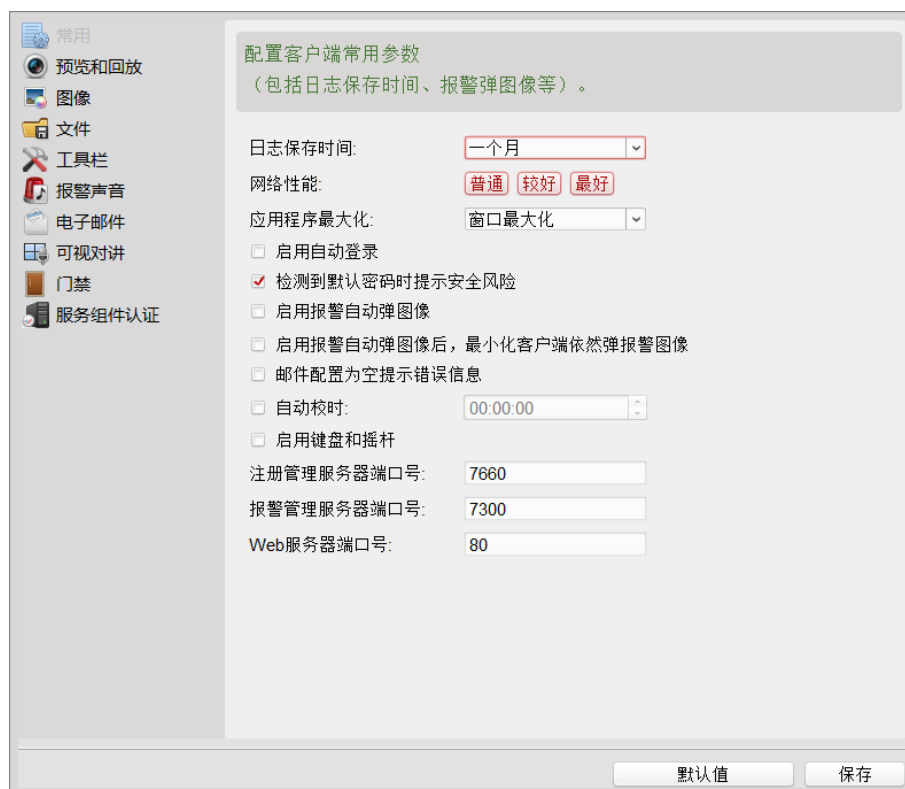 常用
预览和回放
图像
文件
工具栏
报警声音
电子邮件
可视对讲
门禁
服务组件认证
配置客户端常用参数
（包括日志保存时间、报警弹图像等）。
日志保存时间: 一个月
网络性能: 普通 较好 最好
应用程序最大化: 窗口最大化
启用自动登录
检测到默认密码时提示安全风险
启用报警自动弹图像
启用报警自动弹图像后，最小化客户端依然弹报警图像
邮件配置为空提示错误信息
自动校时: 00:00:00
启用键盘和摇杆
注册管理服务器端口号: 7660
报警管理服务器端口号: 7300
Web服务器端口号: 80
默认值 保存